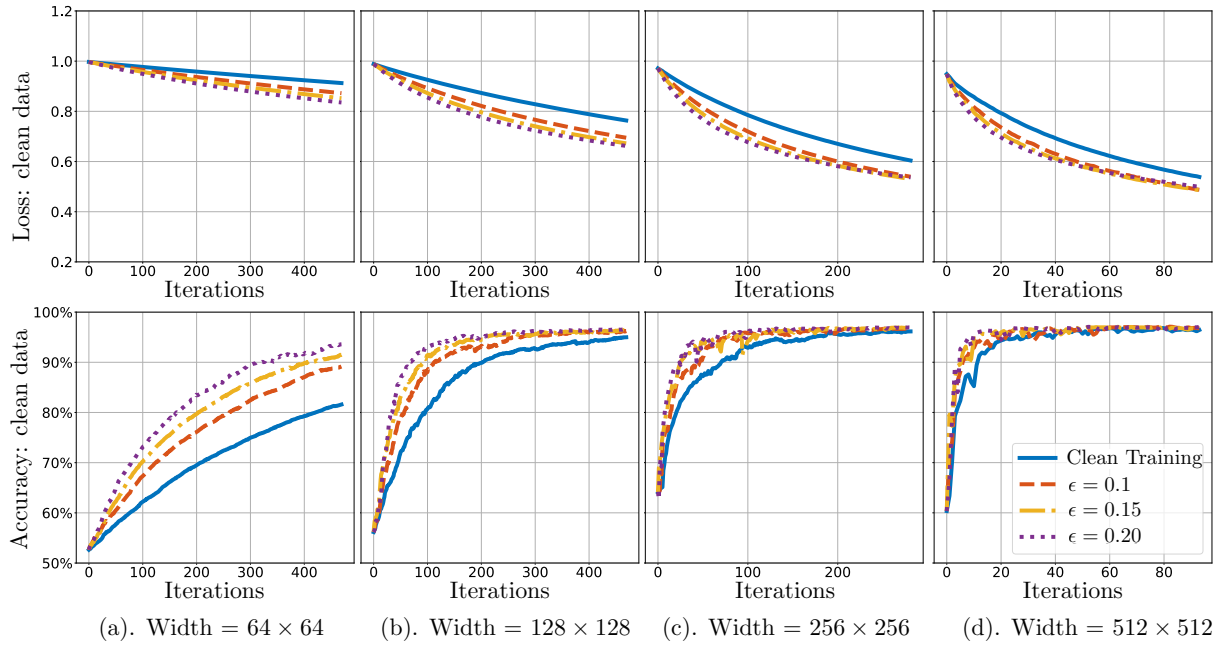 1.2
1.0
0.8
0.6
0.4
0.2
Loss: clean data
0 100 200 300 400
0 100 200 300 400
0 100 200
0 20 40 60 80
Iterations Iterations Iterations Iterations
100%
90%
80%
70%
60%
50%
Accuracy: clean data
Clean Training
ϵ = 0.1
ϵ = 0.15
ϵ = 0.20
0 100 200 300 400
0 100 200 300 400
0 100 200
0 20 40 60 80
Iterations Iterations Iterations Iterations
(a). Width = 64 × 64 (b). Width = 128 × 128 (c). Width = 256 × 256 (d). Width = 512 × 512